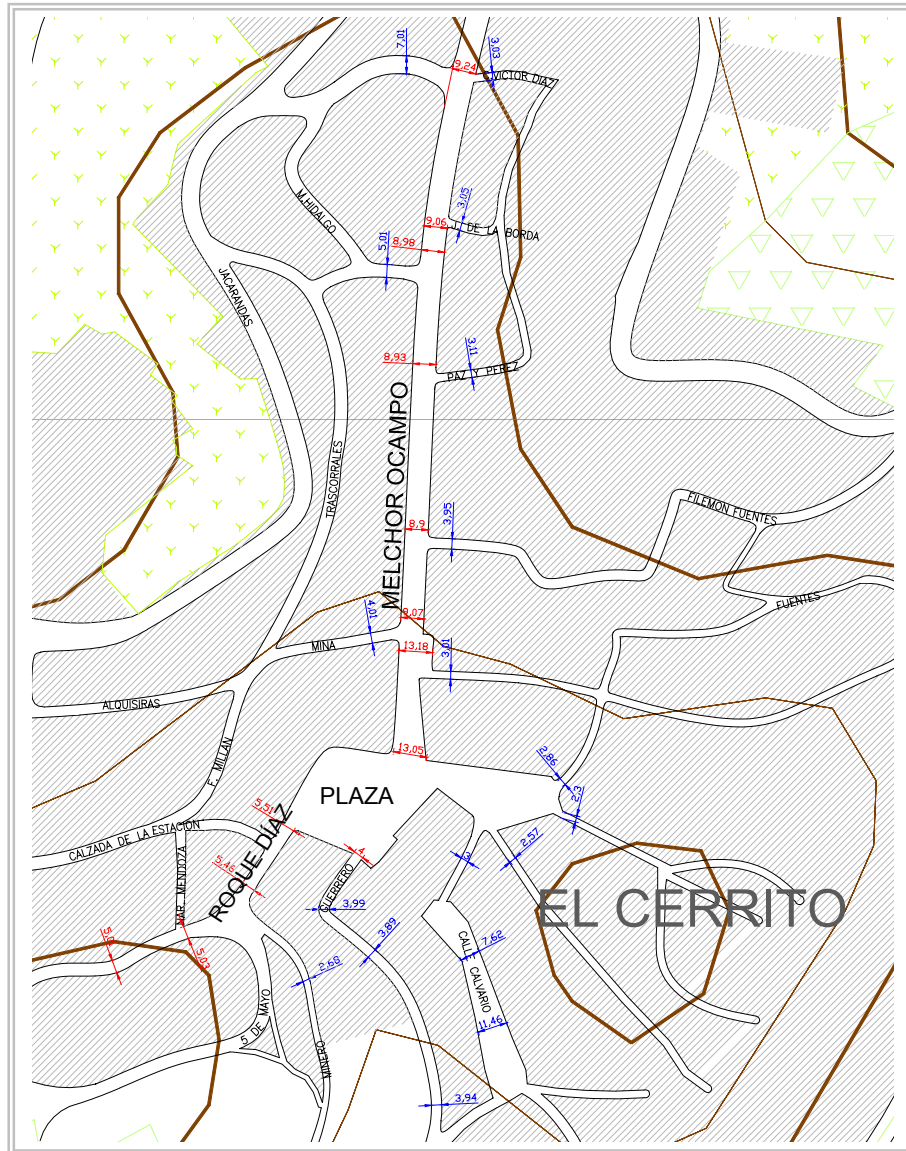 7,01
9,24
3,03
VICTOR DIAZ
M.HIDALGO
3,05
9,06
J. DE LA BORDA
8,98
5,01
JACARANDAS
8,93
3,11
PAZ Y PEREZ
MELCHOR OCAMPO
TRASCORRALES
FILEMON FUENTES
8,9
3,95
FUENTES
4,01
8,07
MINA
13,18
3,01
ALQUISIRAS
F. MILLAN
13,05
2,86
PLAZA
2,3
5,51
CALZADA DE LA ESTACION
4
3
2,57
ROQUE DÍAZ
5,46
MAR. MENDOZA
GUERRERO
3,99
EL CERRITO
3,89
CALLE CALVARIO
7,62
5,03
2,68
5 DE MAYO
11,46
MINERO
3,94